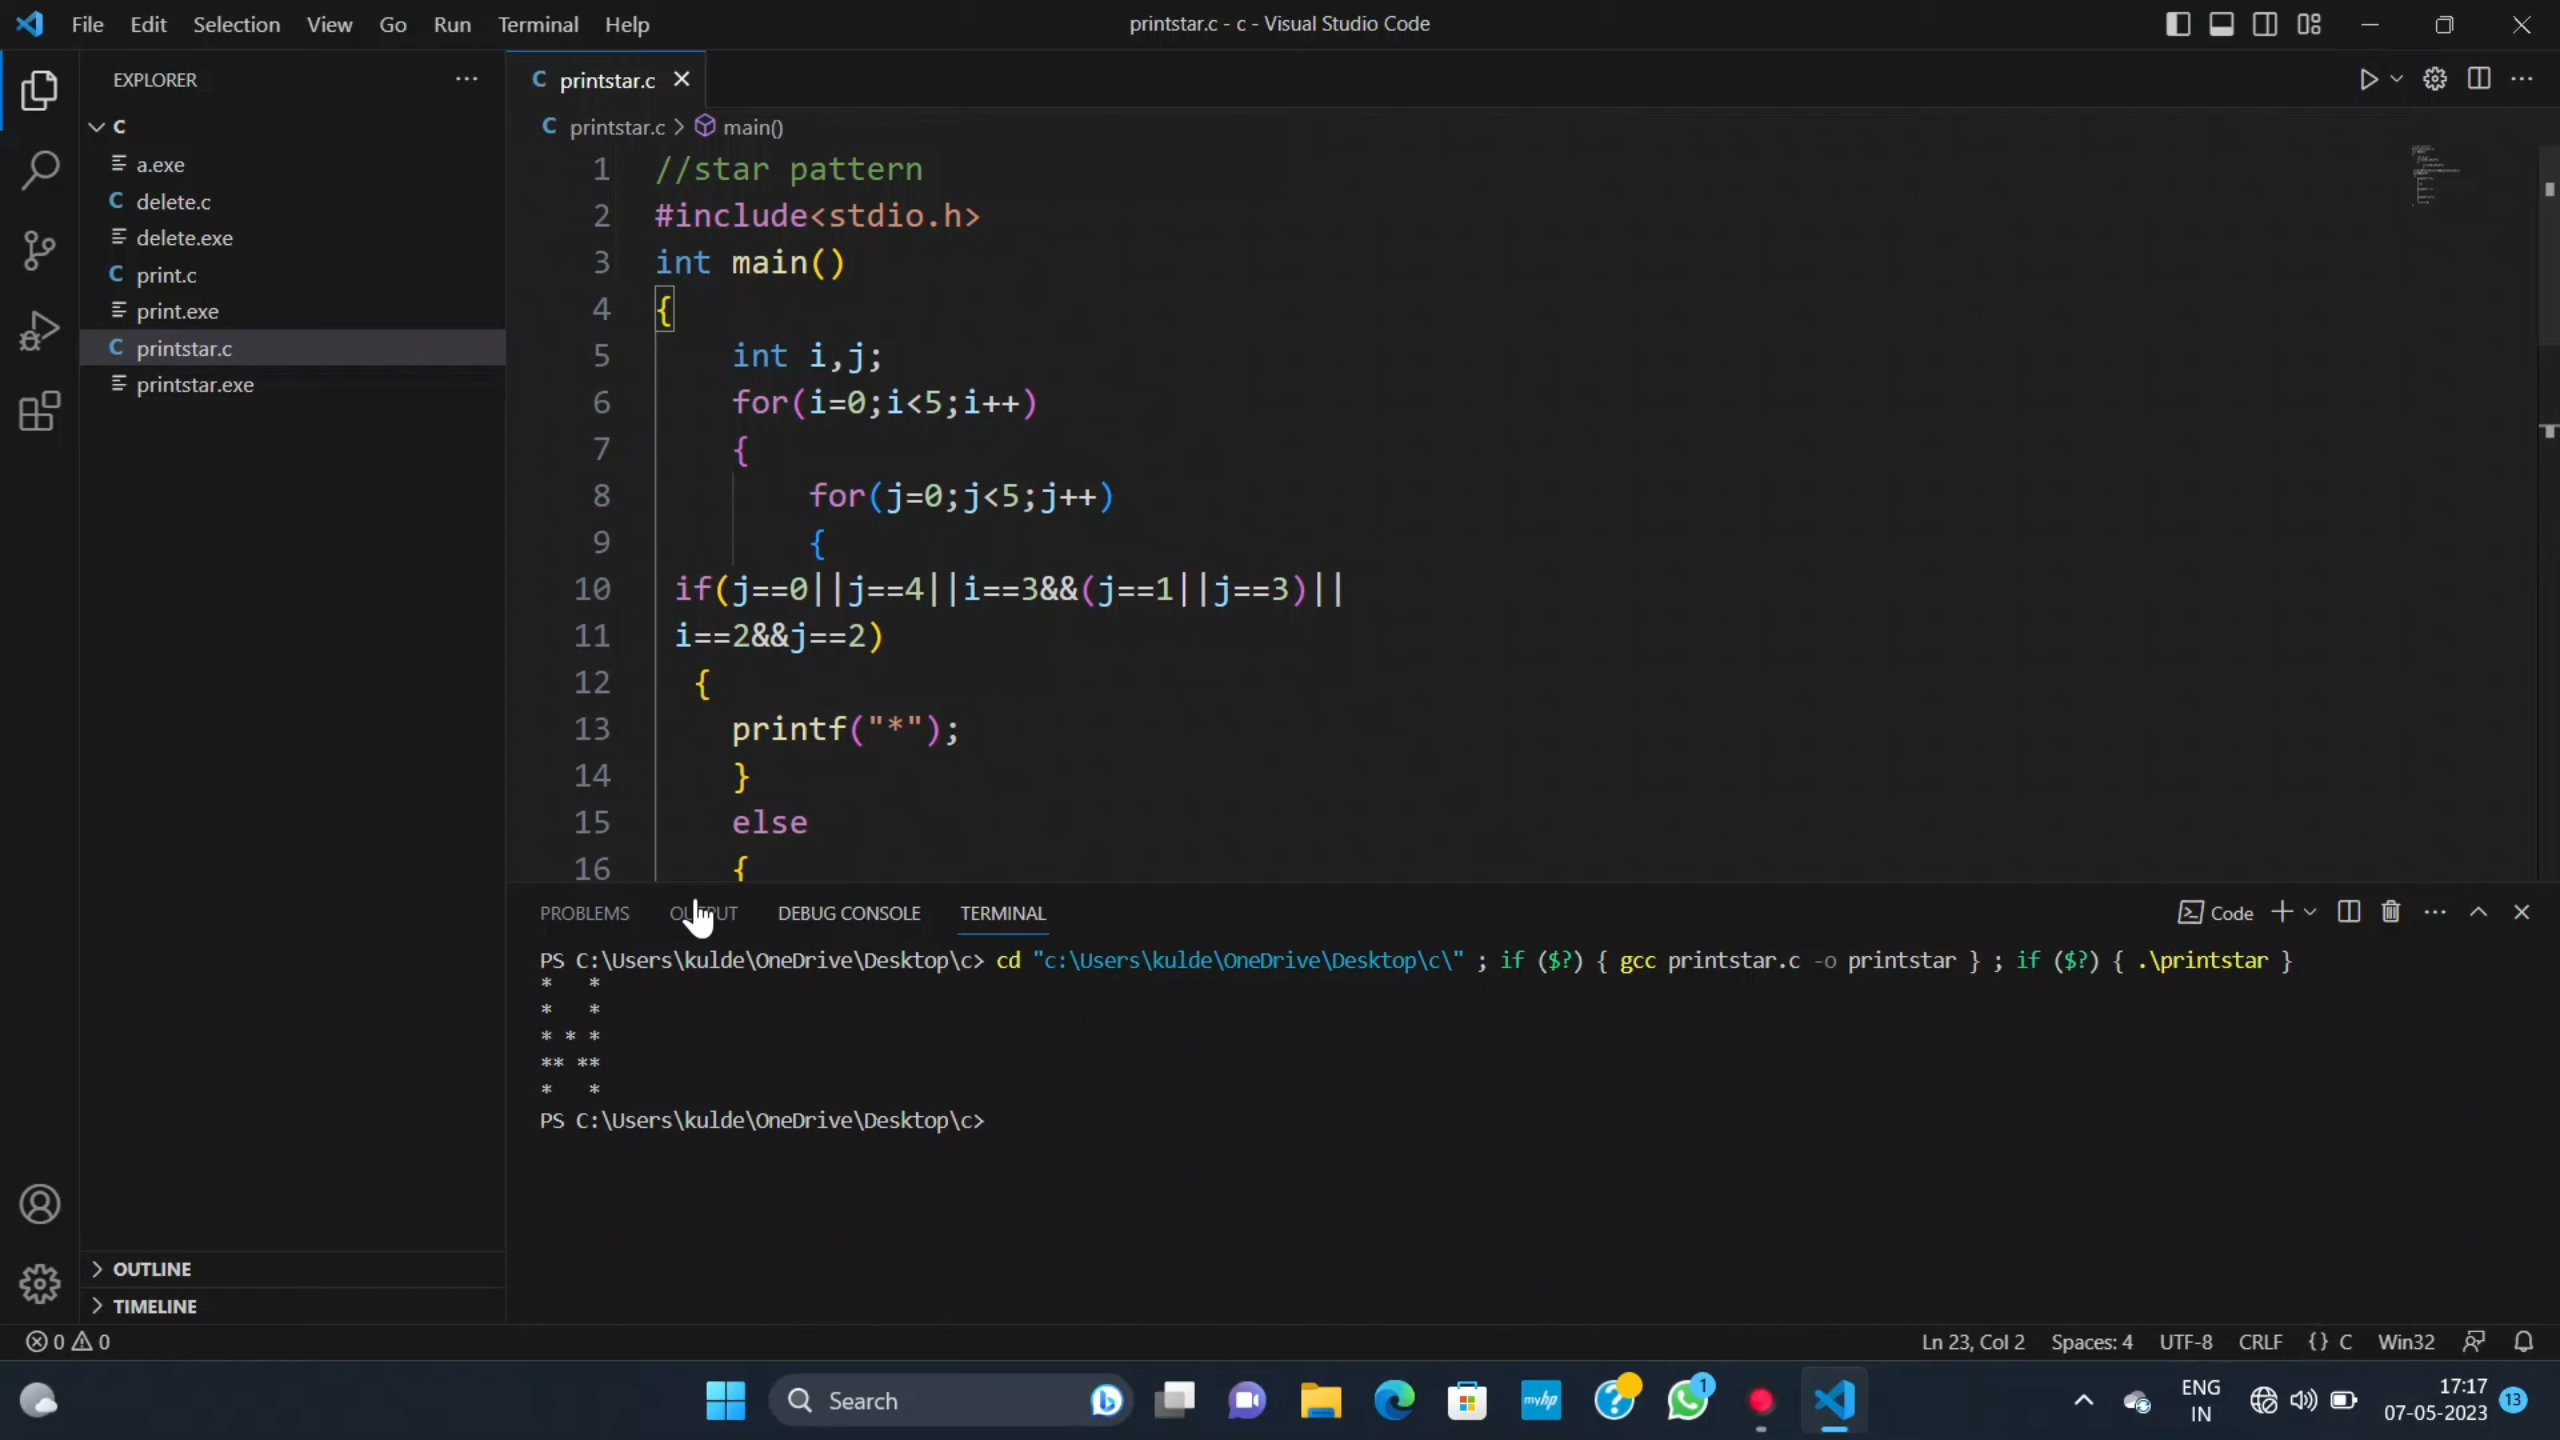 File Edit Selection View Go Run Terminal Help
printstar.c - c - Visual Studio Code
EXPLORER
C
a.exe
C delete.c
delete.exe
C print.c
print.exe
C printstar.c
printstar.exe
OUTLINE
TIMELINE
C printstar.c
C printstar.c > main()
1 //star pattern
2 #include<stdio.h>
3 int main()
4 {
5 int i,j;
6 for(i=0;i<5;i++)
7 {
8 for(j=0;j<5;j++)
9 {
10 if(j==0||j==4||i==3&&(j==1||j==3)||
11 i==2&&j==2)
12 {
13 printf("*");
14 }
15 else
16 {
PROBLEMS OUTPUT DEBUG CONSOLE TERMINAL
Code
PS C:\Users\kulde\OneDrive\Desktop\c> cd "c:\Users\kulde\OneDrive\Desktop\c\" ; if ($?) { gcc printstar.c -o printstar } ; if ($?) { .\printstar }
*   *
*   *
* * *
** **
*   *
PS C:\Users\kulde\OneDrive\Desktop\c>
0 0
Ln 23, Col 2 Spaces: 4 UTF-8 CRLF {} C Win32
Search
myhp
1
ENG
IN
17:17
07-05-2023
13